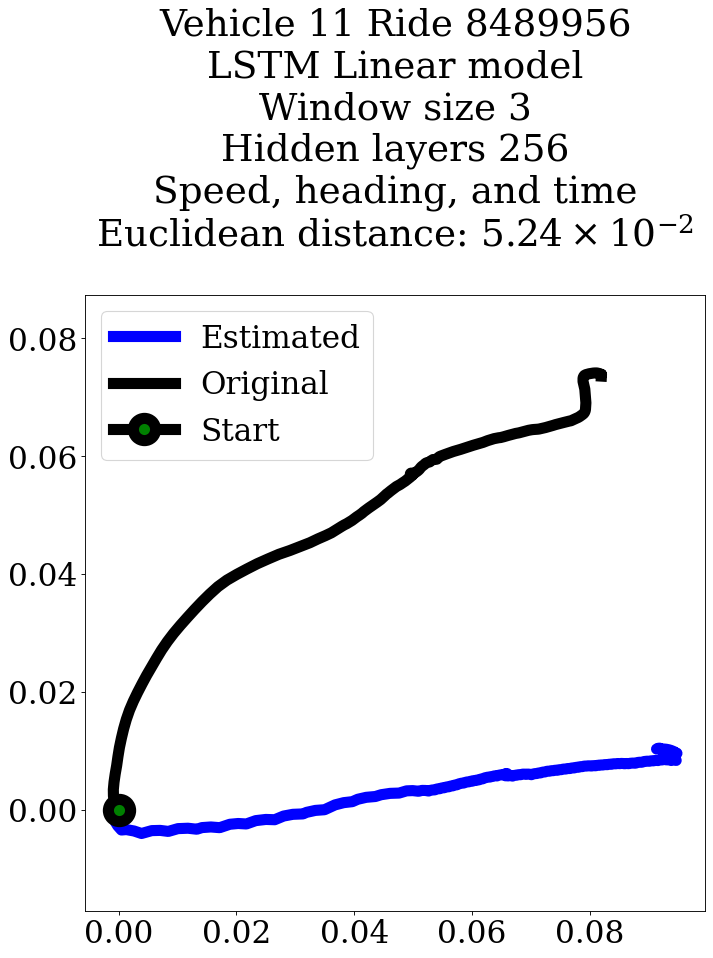 Vehicle 11 Ride 8489956
LSTM Linear model
Window size 3
Hidden layers 256
Speed, heading, and time
Euclidean distance: 5.24 × 10⁻²
Estimated
Original
Start
0.08
0.06
0.04
0.02
0.00
0.00 0.02 0.04 0.06 0.08